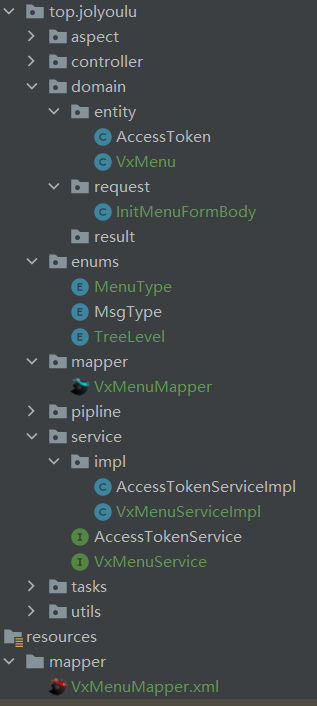 top.jolyoulu
aspect
controller
domain
entity
AccessToken
VxMenu
request
InitMenuFormBody
result
enums
MenuType
MsgType
TreeLevel
mapper
VxMenuMapper
pipline
service
impl
AccessTokenServiceImpl
VxMenuServiceImpl
AccessTokenService
VxMenuService
tasks
utils
resources
mapper
VxMenuMapper.xml